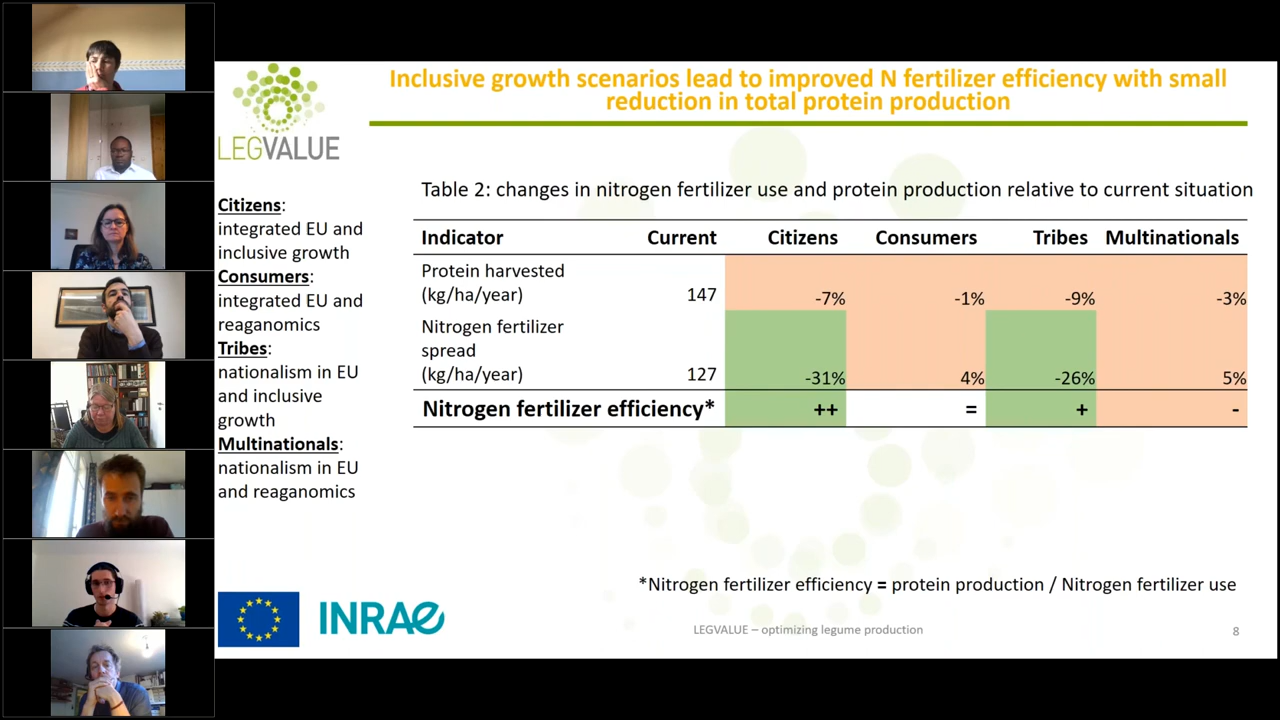 Inclusive growth scenarios lead to improved N fertilizer efficiency with small
reduction in total protein production
LEGVALUE
Citizens:
integrated EU and
inclusive growth
Consumers:
integrated EU and
reaganomics
Tribes:
nationalism in EU
and inclusive
growth
Multinationals:
nationalism in EU
and reaganomics
Table 2: changes in nitrogen fertilizer use and protein production relative to current situation
Indicator Current Citizens Consumers Tribes Multinationals
Protein harvested
(kg/ha/year) 147 -7% -1% -9% -3%
Nitrogen fertilizer
spread
(kg/ha/year) 127 -31% 4% -26% 5%
Nitrogen fertilizer efficiency* ++ = + -
*Nitrogen fertilizer efficiency = protein production / Nitrogen fertilizer use
INRAE
LEGVALUE – optimizing legume production 8